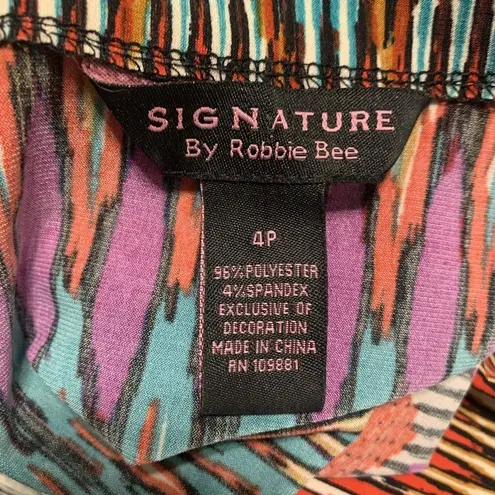 SIGNATURE
By Robbie Bee
4P
96% POLYESTER
4% SPANDEX
EXCLUSIVE OF
DECORATION
MADE IN CHINA
RN 109881